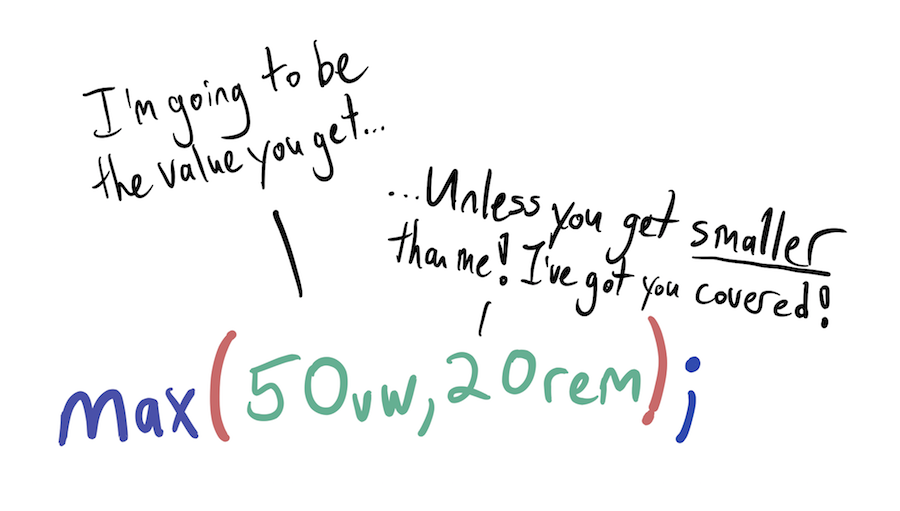 I'm going to be
the value you get...
...Unless you get smaller
than me! I've got you covered!
max(50vw,20rem);